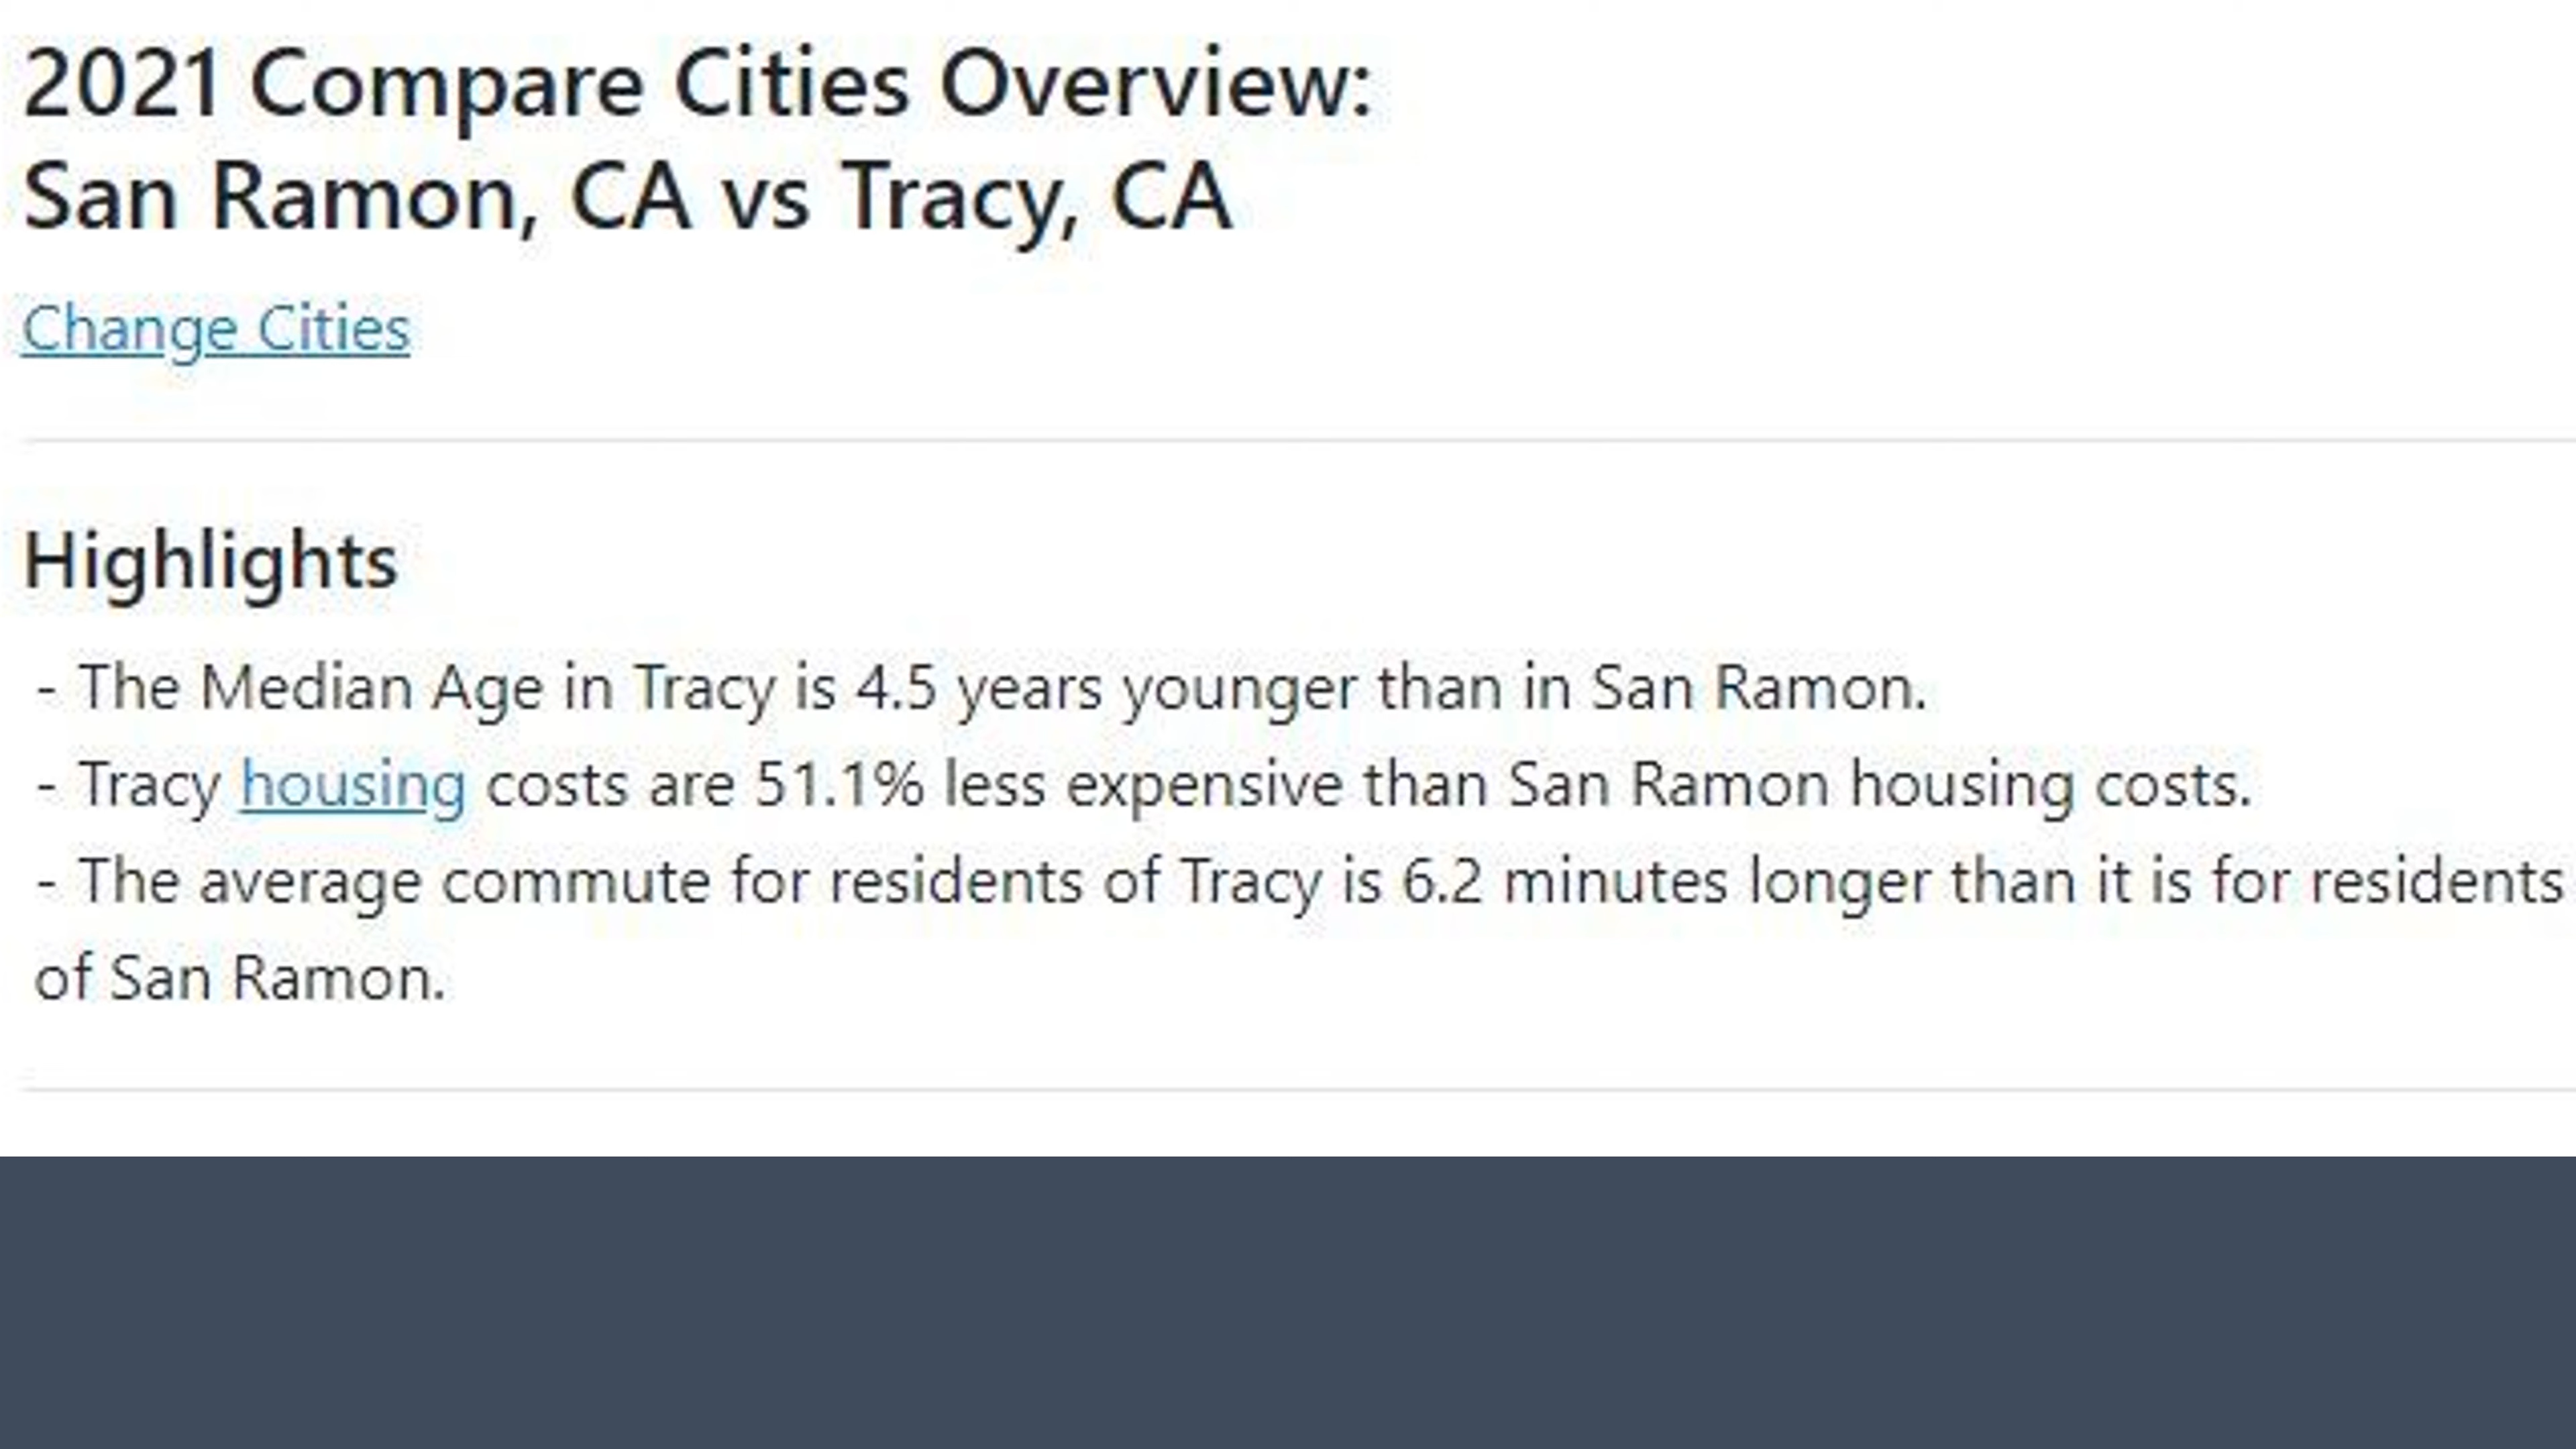 2021 Compare Cities Overview:
San Ramon, CA vs Tracy, CA
Change Cities
Highlights
- The Median Age in Tracy is 4.5 years younger than in San Ramon.
- Tracy housing costs are 51.1% less expensive than San Ramon housing costs.
- The average commute for residents of Tracy is 6.2 minutes longer than it is for residents
of San Ramon.